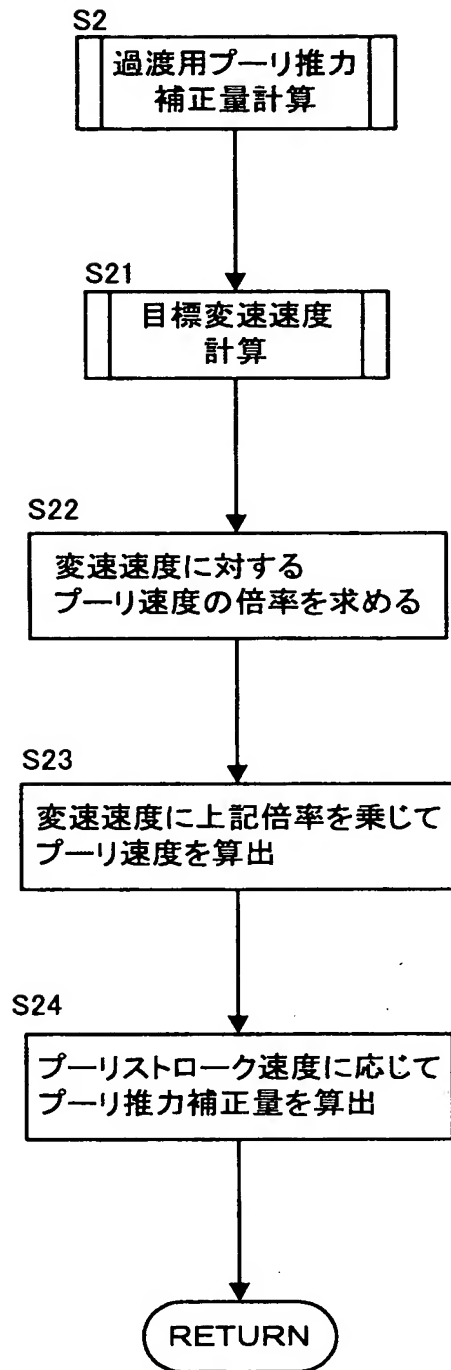 S2
過渡用プーリ推力
補正量計算
S21
目標変速速度
計算
S22
変速速度に対する
プーリ速度の倍率を求める
S23
変速速度に上記倍率を乗じて
プーリ速度を算出
S24
プーリストローク速度に応じて
プーリ推力補正量を算出
RETURN